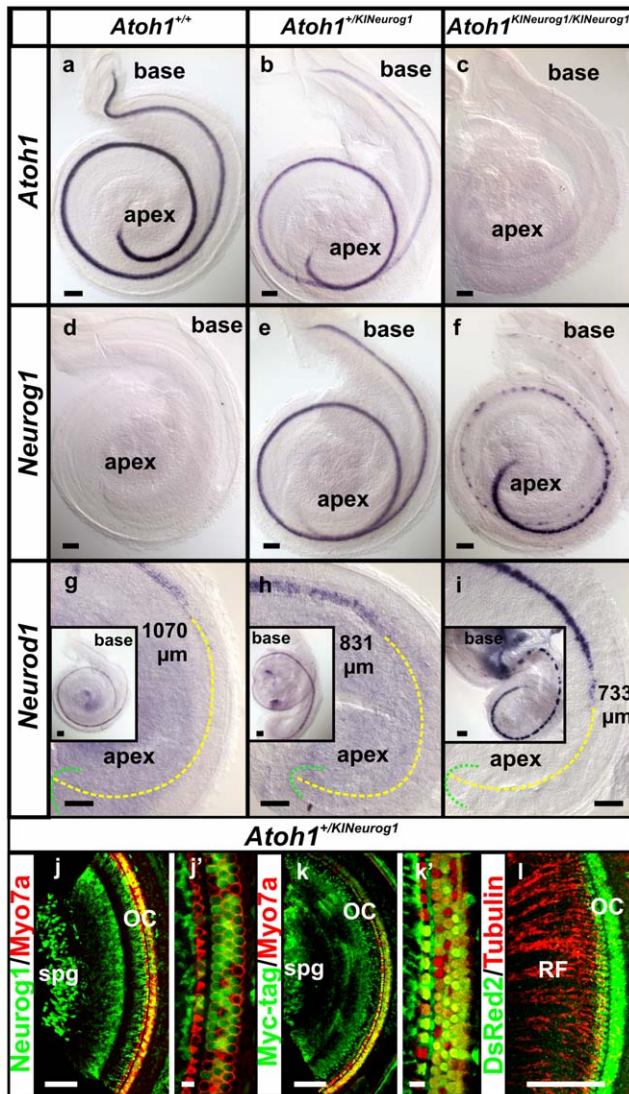 Atoh1+/+ Atoh1+/KINeurog1 Atoh1KINeurog1/KINeurog1
Atoh1
a base apex
b base apex
c base apex
Neurog1
d base apex
e base apex
f base apex
Neurod1
g base 1070 µm apex
h base 831 µm apex
i base 733 µm apex
Atoh1+/KINeurog1
Neurog1/Myo7a
j OC spg
j'
Myc-tag/Myo7a
k OC spg
k'
DsRed2/Tubulin
l OC RF